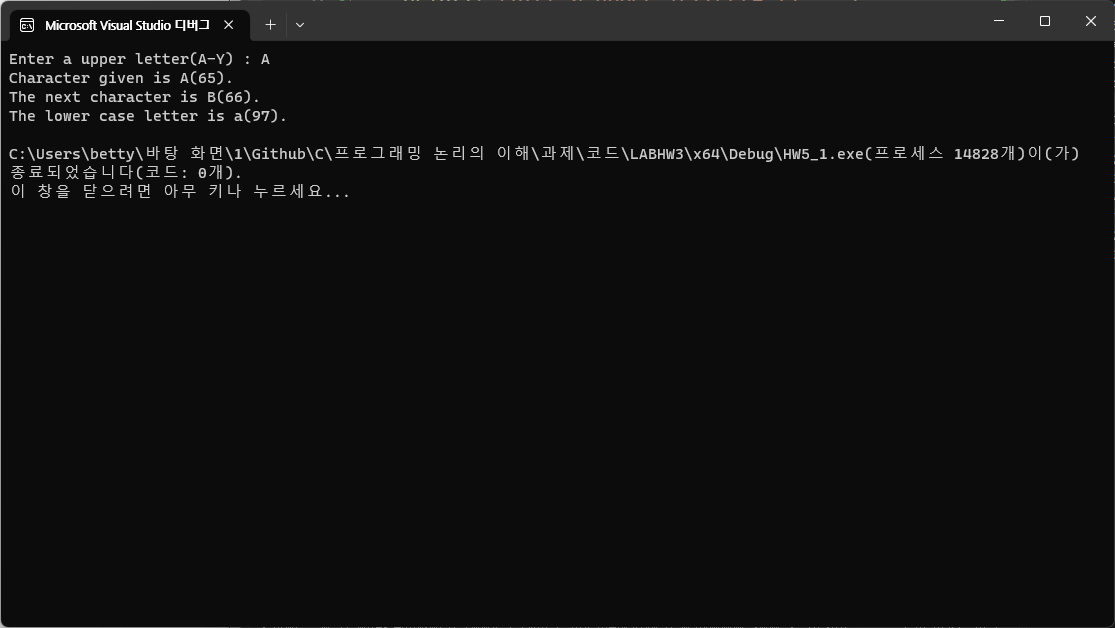 Microsoft Visual Studio 디버그
Enter a upper letter(A-Y) : A
Character given is A(65).
The next character is B(66).
The lower case letter is a(97).
C:\Users\betty\바탕 화면\1\Github\C\프로그래밍 논리의 이해\과제\코드\LABHW3\x64\Debug\HW5_1.exe(프로세스 14828개)이(가)
종료되었습니다(코드: 0개).
이 창을 닫으려면 아무 키나 누르세요...